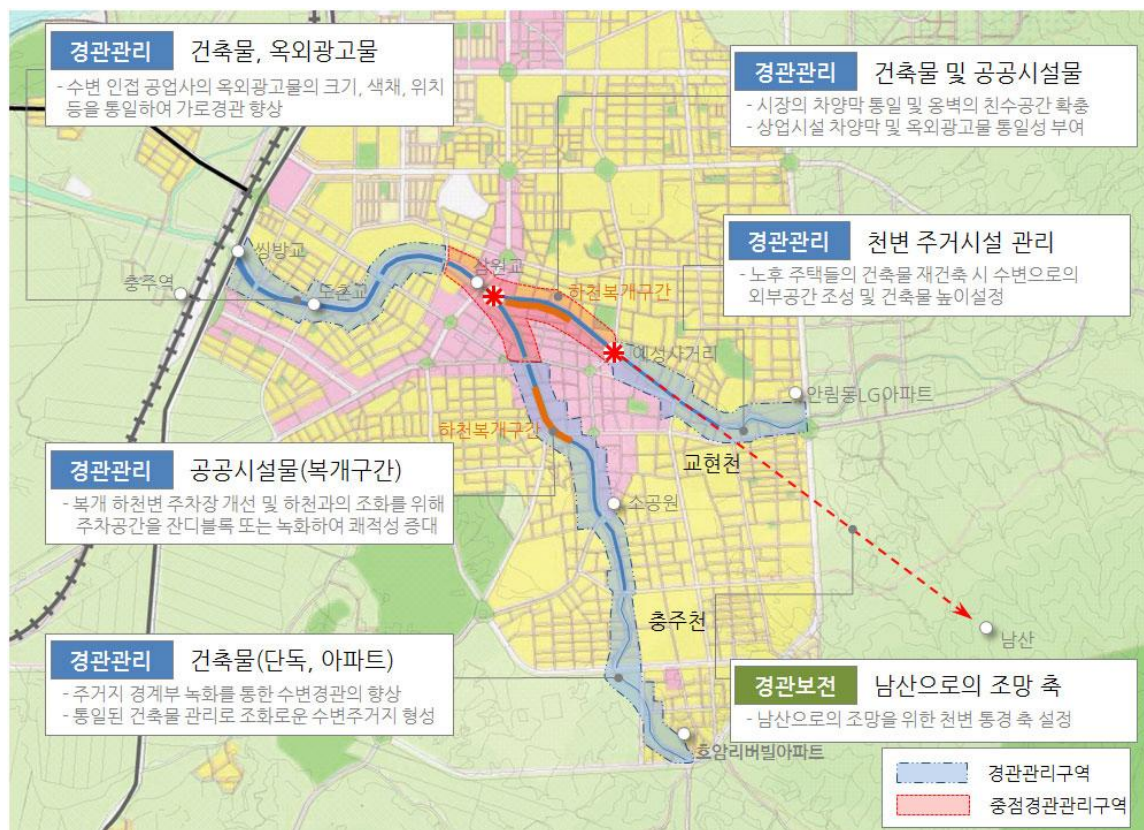 경관관리 건축물, 옥외광고물
- 수변 인접 공업사의 옥외광고물의 크기, 색채, 위치
등을 통일하여 가로경관 향상
경관관리 건축물 및 공공시설물
- 시장의 차양막 통일 및 옹벽의 친수공간 확충
- 상업시설 차양막 및 옥외광고물 통일성 부여
경관관리 천변 주거시설 관리
- 노후 주택들의 건축물 재건축 시 수변으로의
외부공간 조성 및 건축물 높이설정
씽방교
충주역
도촌교
삼원교
하천복개구간
예성사거리
안림동LG아파트
하천복개구간
교현천
경관관리 공공시설물(복개구간)
- 복개 하천변 주차장 개선 및 하천과의 조화를 위해
주차공간을 잔디블록 또는 녹화하여 쾌적성 증대
소공원
충주천
남산
경관관리 건축물(단독, 아파트)
- 주거지 경계부 녹화를 통한 수변경관의 향상
- 통일된 건축물 관리로 조화로운 수변주거지 형성
경관보전 남산으로의 조망 축
- 남산으로의 조망을 위한 천변 통경 축 설정
호암리버빌아파트
경관관리구역
중점경관관리구역